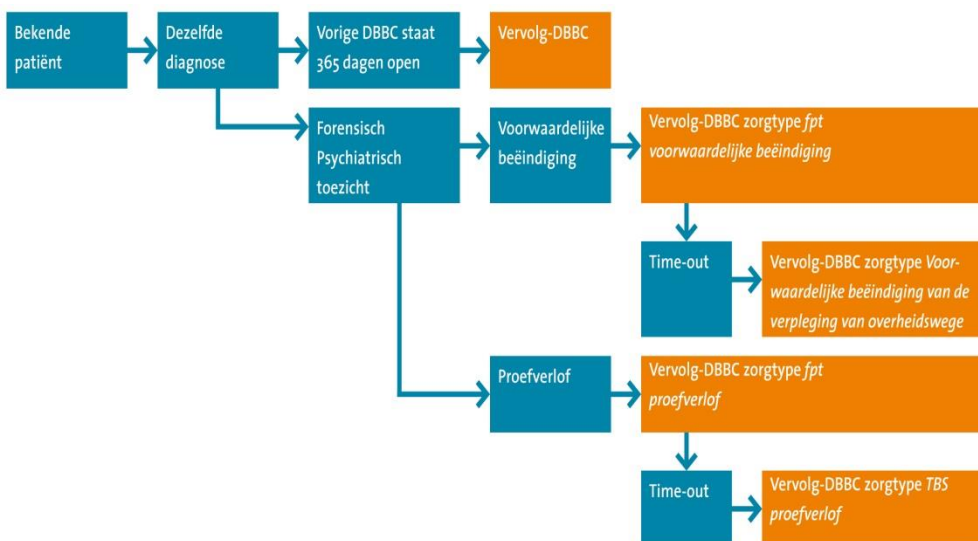 Bekende
patiënt
Dezelfde
diagnose
Vorige DBBC staat
365 dagen open
Vervolg-DBBC
Forensisch
Psychiatrisch
toezicht
Voorwaardelijke
beëindiging
Vervolg-DBBC zorgtype fpt
voorwaardelijke beëindiging
Time-out
Vervolg-DBBC zorgtype Voor-
waardelijke beëindiging van de
verpleging van overheidswege
Proefverlof
Vervolg-DBBC zorgtype fpt
proefverlof
Time-out
Vervolg-DBBC zorgtype TBS
proefverlof